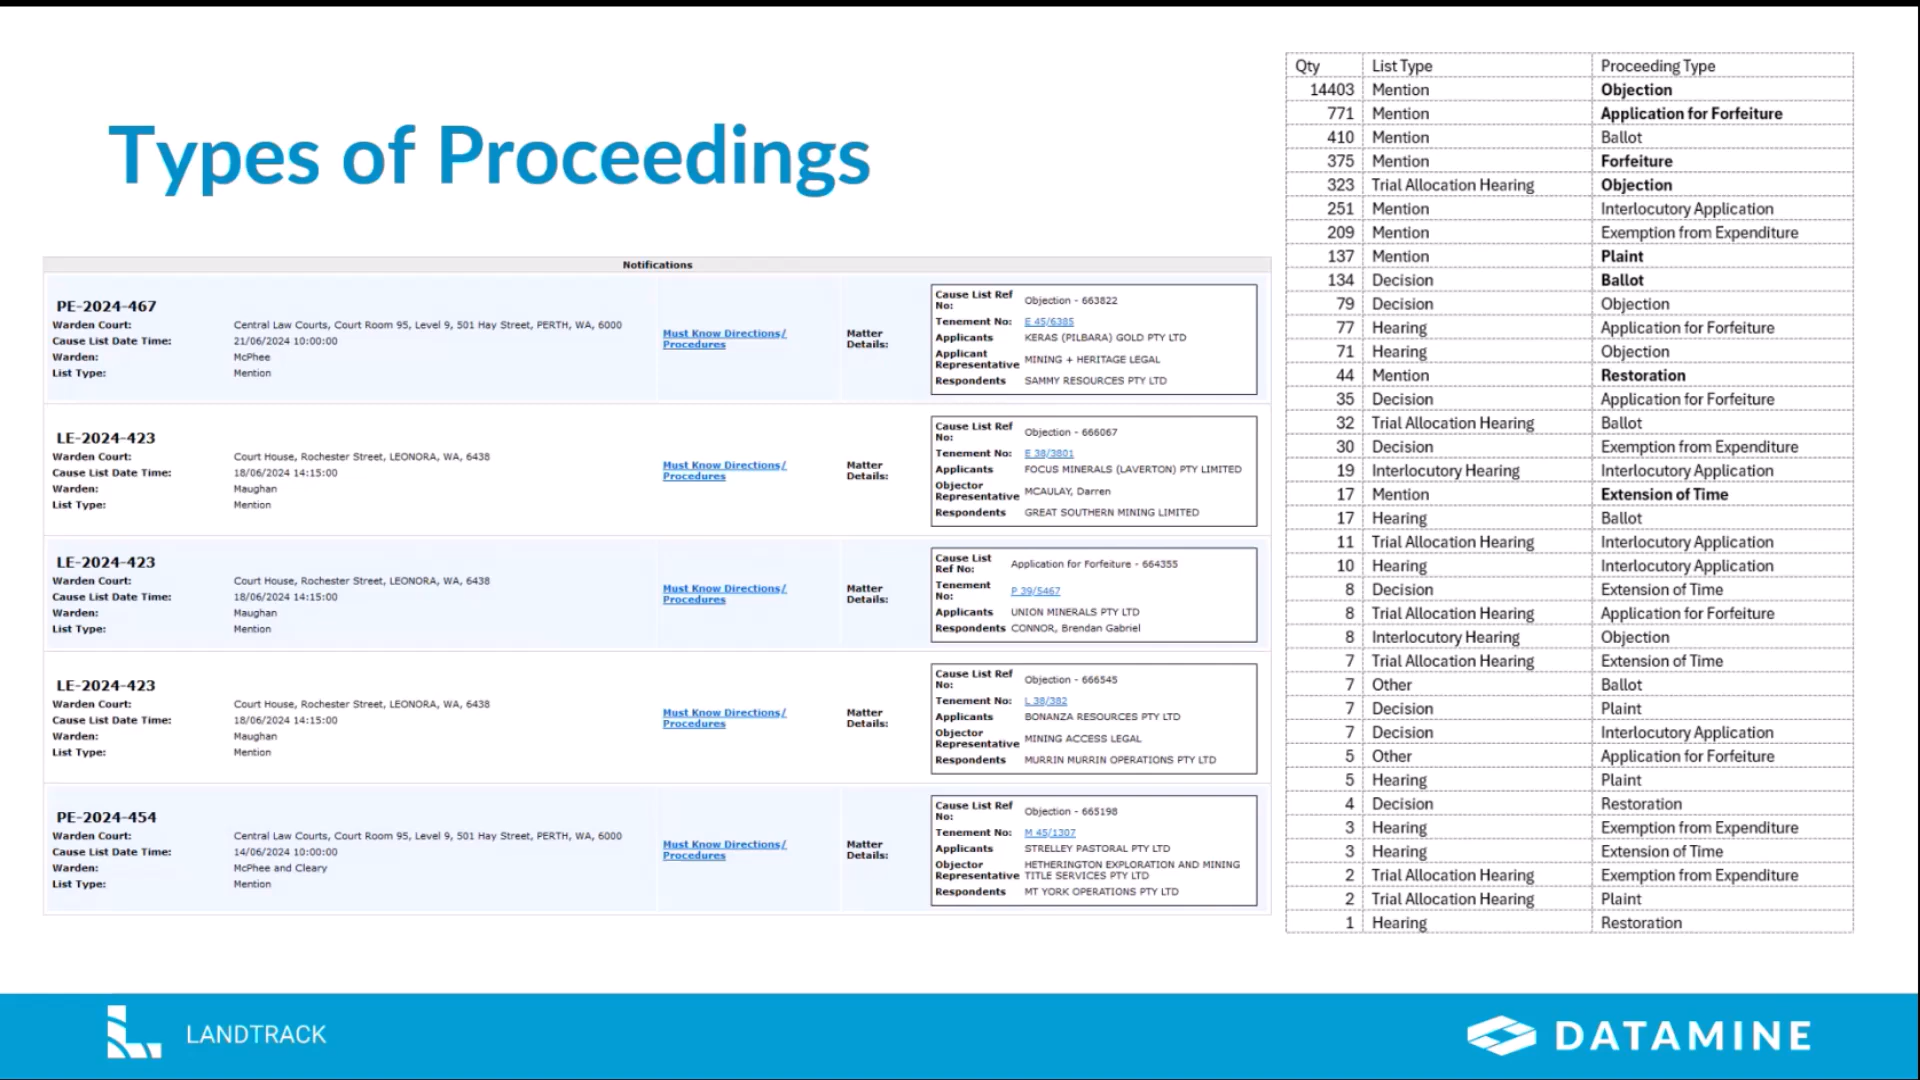 Types of Proceedings
Notifications
PE-2024-467
Warden Court: Central Law Courts, Court Room 95, Level 9, 501 Hay Street, PERTH, WA, 6000
Cause List Date Time: 21/06/2024 10:00:00
Warden: McPhee
List Type: Mention
Must Know Directions/
Procedures
Matter
Details:
Cause List Ref
No: Objection - 663822
Tenement No: E 45/6385
Applicants KERAS (PILBARA) GOLD PTY LTD
Applicant
Representative MINING + HERITAGE LEGAL
Respondents SAMMY RESOURCES PTY LTD
LE-2024-423
Warden Court: Court House, Rochester Street, LEONORA, WA, 6438
Cause List Date Time: 18/06/2024 14:15:00
Warden: Maughan
List Type: Mention
Must Know Directions/
Procedures
Matter
Details:
Cause List Ref
No: Objection - 666067
Tenement No: E 38/3801
Applicants FOCUS MINERALS (LAVERTON) PTY LIMITED
Objector
Representative MCAULAY, Darren
Respondents GREAT SOUTHERN MINING LIMITED
LE-2024-423
Warden Court: Court House, Rochester Street, LEONORA, WA, 6438
Cause List Date Time: 18/06/2024 14:15:00
Warden: Maughan
List Type: Mention
Must Know Directions/
Procedures
Matter
Details:
Cause List
Ref No: Application for Forfeiture - 664355
Tenement
No: P 39/5467
Applicants UNION MINERALS PTY LTD
Respondents CONNOR, Brendan Gabriel
LE-2024-423
Warden Court: Court House, Rochester Street, LEONORA, WA, 6438
Cause List Date Time: 18/06/2024 14:15:00
Warden: Maughan
List Type: Mention
Must Know Directions/
Procedures
Matter
Details:
Cause List Ref
No: Objection - 666545
Tenement No: L 38/382
Applicants BONANZA RESOURCES PTY LTD
Objector
Representative MINING ACCESS LEGAL
Respondents MURRIN MURRIN OPERATIONS PTY LTD
PE-2024-454
Warden Court: Central Law Courts, Court Room 95, Level 9, 501 Hay Street, PERTH, WA, 6000
Cause List Date Time: 14/06/2024 10:00:00
Warden: McPhee and Cleary
List Type: Mention
Must Know Directions/
Procedures
Matter
Details:
Cause List Ref
No: Objection - 665198
Tenement No: M 45/1307
Applicants STRELLEY PASTORAL PTY LTD
Objector HETHERINGTON EXPLORATION AND MINING
Representative TITLE SERVICES PTY LTD
Respondents MT YORK OPERATIONS PTY LTD
Qty List Type Proceeding Type
14403 Mention Objection
771 Mention Application for Forfeiture
410 Mention Ballot
375 Mention Forfeiture
323 Trial Allocation Hearing Objection
251 Mention Interlocutory Application
209 Mention Exemption from Expenditure
137 Mention Plaint
134 Decision Ballot
79 Decision Objection
77 Hearing Application for Forfeiture
71 Hearing Objection
44 Mention Restoration
35 Decision Application for Forfeiture
32 Trial Allocation Hearing Ballot
30 Decision Exemption from Expenditure
19 Interlocutory Hearing Interlocutory Application
17 Mention Extension of Time
17 Hearing Ballot
11 Trial Allocation Hearing Interlocutory Application
10 Hearing Interlocutory Application
8 Decision Extension of Time
8 Trial Allocation Hearing Application for Forfeiture
8 Interlocutory Hearing Objection
7 Trial Allocation Hearing Extension of Time
7 Other Ballot
7 Decision Plaint
7 Decision Interlocutory Application
5 Other Application for Forfeiture
5 Hearing Plaint
4 Decision Restoration
3 Hearing Exemption from Expenditure
3 Hearing Extension of Time
2 Trial Allocation Hearing Exemption from Expenditure
2 Trial Allocation Hearing Plaint
1 Hearing Restoration
LANDTRACK
DATAMINE